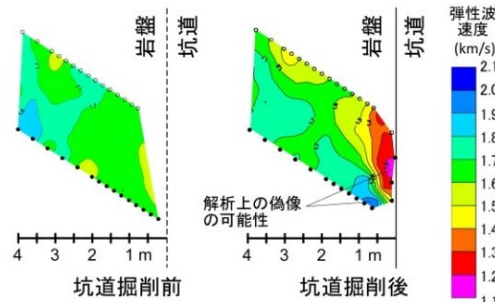 岩盤
坑道
岩盤
坑道
弾性波
速度
(km/s)
2.1
2.0
1.9
1.8
1.7
1.6
1.5
1.4
1.3
1.2
1.1
解析上の偽像
の可能性
4 3 2 1 m
4 3 2 1 m
坑道掘削前
坑道掘削後